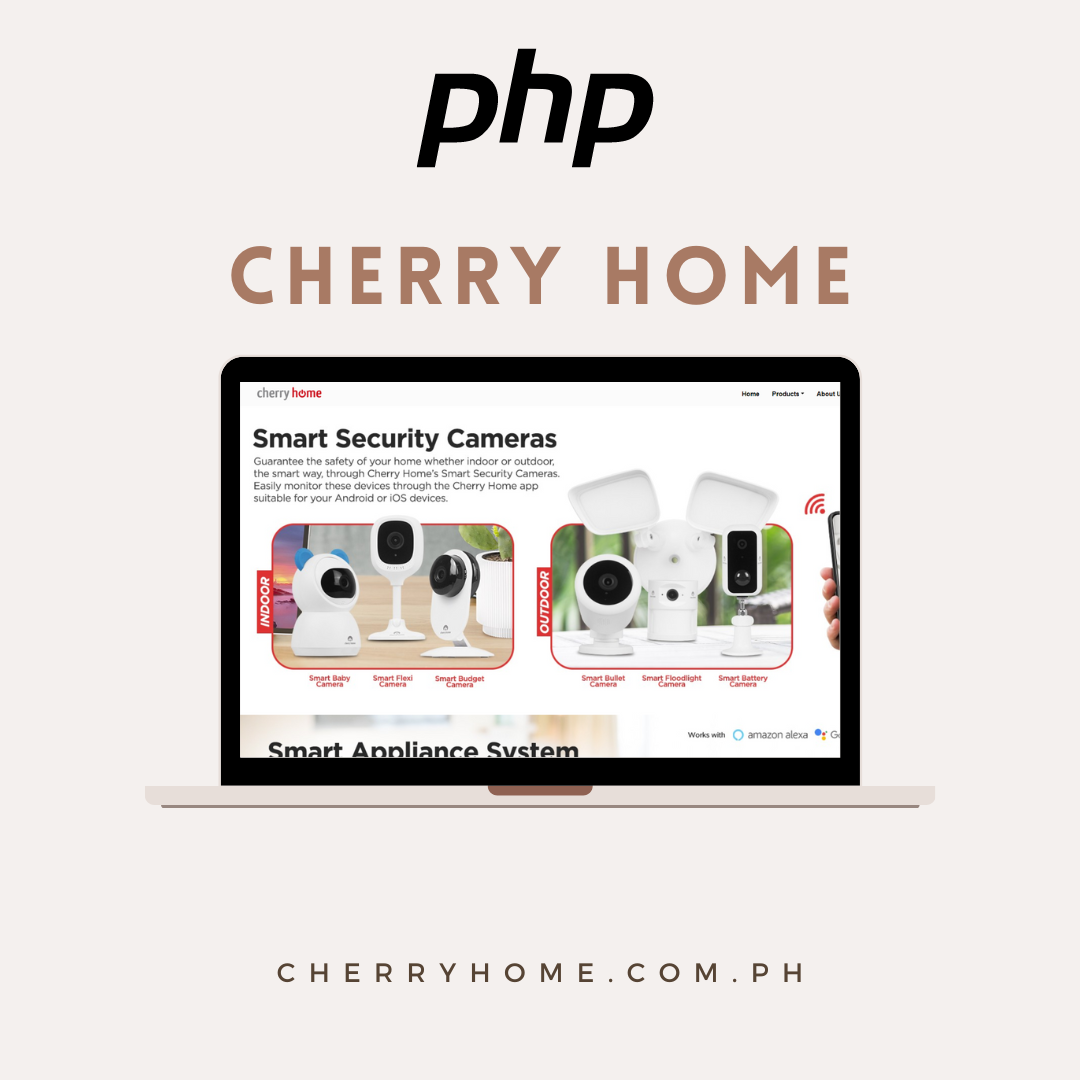 php
CHERRY HOME
cherry home
Home Products About U
Smart Security Cameras
Guarantee the safety of your home whether indoor or outdoor,
the smart way, through Cherry Home's Smart Security Cameras.
Easily monitor these devices through the Cherry Home app
suitable for your Android or iOS devices.
INDOOR
OUTDOOR
Smart Baby
Camera
Smart Flexi
Camera
Smart Budget
Camera
Smart Bullet
Camera
Smart Floodlight
Camera
Smart Battery
Camera
Works with amazon alexa Go
Smart Appliance System
CHERRYHOME.COM.PH